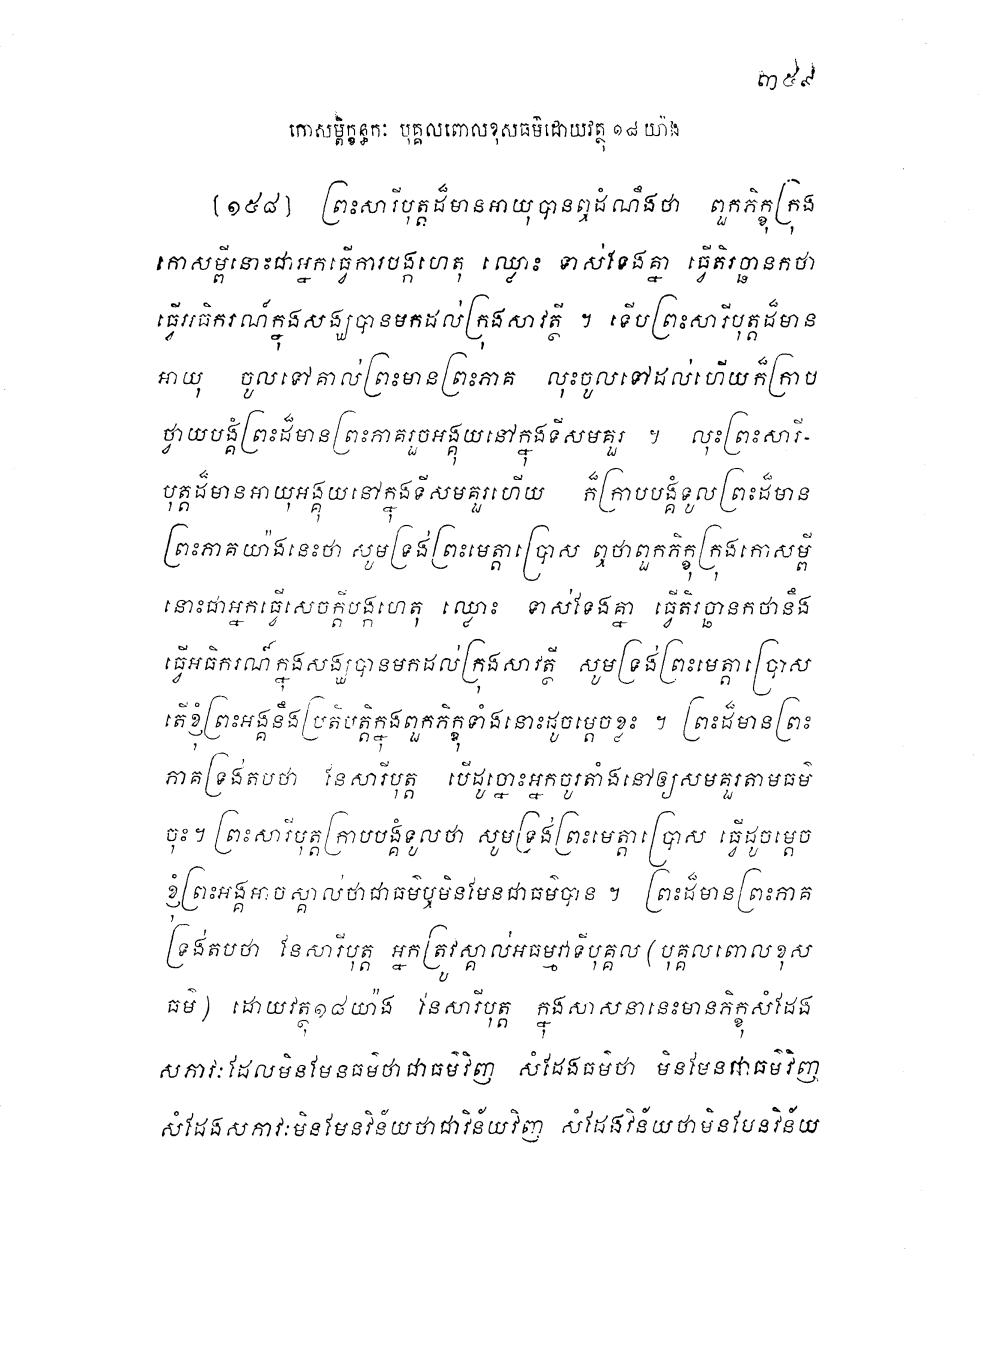 ៣៥៩
កោសម្ពិក្ខន្ធកៈ បុគ្គលពោលខុសធម៌ដោយវត្ថុ ១៨ យ៉ាង
(១៥៨) ព្រះសារីបុត្តដ៏មានអាយុបានឮដំណឹងថា ពួកភិក្ខុក្រុង
កោសម្ពីនោះជាអ្នកធ្វើការបង្កហេតុ ឈ្លោះ ទាស់ទែងគ្នា ធ្វើតិរច្ឆានកថា
ធ្វើអធិករណ៍ក្នុងសង្ឃបានមកដល់ក្រុងសាវត្ថី ។ ទើបព្រះសារីបុត្តដ៏មាន
អាយុ ចូលទៅគាល់ព្រះមានព្រះភាគ លុះចូលទៅដល់ហើយក៏ក្រាប
ថ្វាយបង្គំព្រះដ៏មានព្រះភាគរួចអង្គុយនៅក្នុងទីសមគួរ ។ លុះព្រះសារី-
បុត្តដ៏មានអាយុអង្គុយនៅក្នុងទីសមគួរហើយ ក៏ក្រាបបង្គំទូលព្រះដ៏មាន
ព្រះភាគយ៉ាងនេះថា សូមទ្រង់ព្រះមេត្តាប្រោស ឮថាពួកភិក្ខុក្រុងកោសម្ពី
នោះជាអ្នកធ្វើសេចក្តីបង្កហេតុ ឈ្លោះ ទាស់ទែងគ្នា ធ្វើតិរច្ឆានកថានឹង
ធ្វើអធិករណ៍ក្នុងសង្ឃបានមកដល់ក្រុងសាវត្ថី សូមទ្រង់ព្រះមេត្តាប្រោស
តើខ្ញុំព្រះអង្គនឹងប្រតិបត្តិក្នុងពួកភិក្ខុទាំងនោះដូចម្តេចខ្លះ ។ ព្រះដ៏មានព្រះ
ភាគទ្រង់តបថា នែសារីបុត្ត បើដូច្នោះអ្នកចូរតាំងនៅឲ្យសមគួរតាមធម៌
ចុះ។ ព្រះសារីបុត្តក្រាបបង្គំទូលថា សូមទ្រង់ព្រះមេត្តាប្រោស ធ្វើដូចម្តេច
ខ្ញុំព្រះអង្គអាចស្គាល់ថាជាធម៌ឬមិនមែនជាធម៌បាន ។ ព្រះដ៏មានព្រះភាគ
ទ្រង់តបថា នែសារីបុត្ត អ្នកត្រូវស្គាល់អធម្មវាទីបុគ្គល (បុគ្គលពោលខុស
ធម៌) ដោយវត្ថុ១៨យ៉ាង នែសារីបុត្ត ក្នុងសាសនានេះមានភិក្ខុសំដែង
សភាវៈដែលមិនមែនធម៌ថាជាធម៌វិញ សំដែងធម៌ថា មិនមែនជាធម៌វិញ
សំដែងសភាវៈមិនមែនវិន័យថាជាវិន័យវិញ សំដែងវិន័យថាមិនមែនវិន័យ